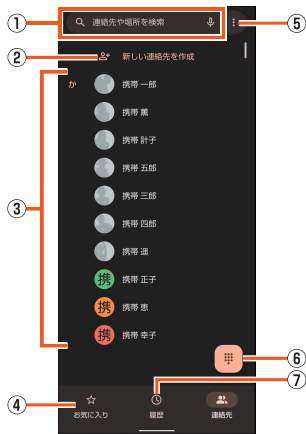 ① 連絡先や場所を検索 ⑤
② 新しい連絡先を作成
か 携帯 一郎
携帯 薫
携帯 計子
携帯 五郎
③ 携帯 三郎
携帯 四郎
携帯 遥
携 携帯 正子
携 携帯 恵
携 携帯 幸子
⑥
⑦
④ お気に入り 履歴 連絡先